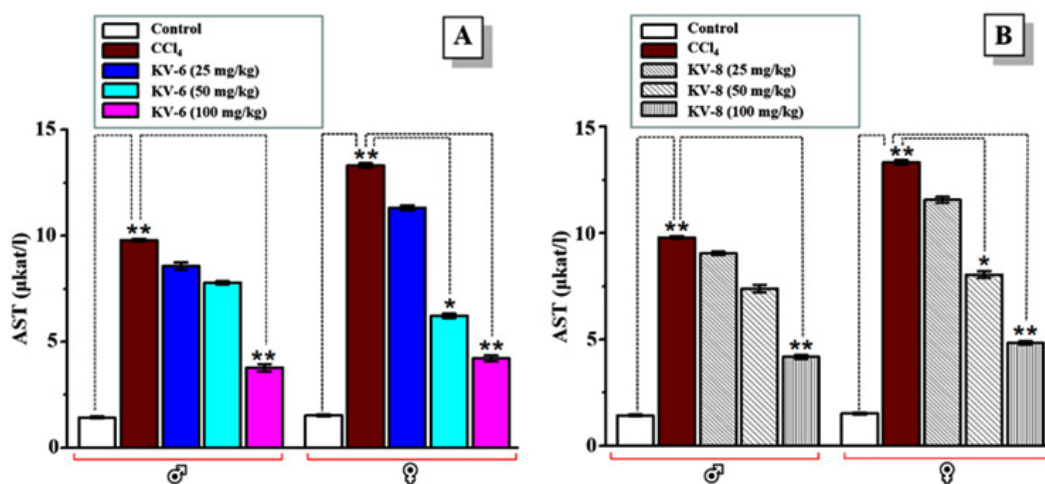 Control
CCl₄
KV-6 (25 mg/kg)
KV-6 (50 mg/kg)
KV-6 (100 mg/kg)
A
AST (μkat/l)
15
10
5
0
**
**
**
*
**
♂
♀
Control
CCl₄
KV-8 (25 mg/kg)
KV-8 (50 mg/kg)
KV-8 (100 mg/kg)
B
AST (μkat/l)
15
10
5
0
**
**
**
*
**
♂
♀